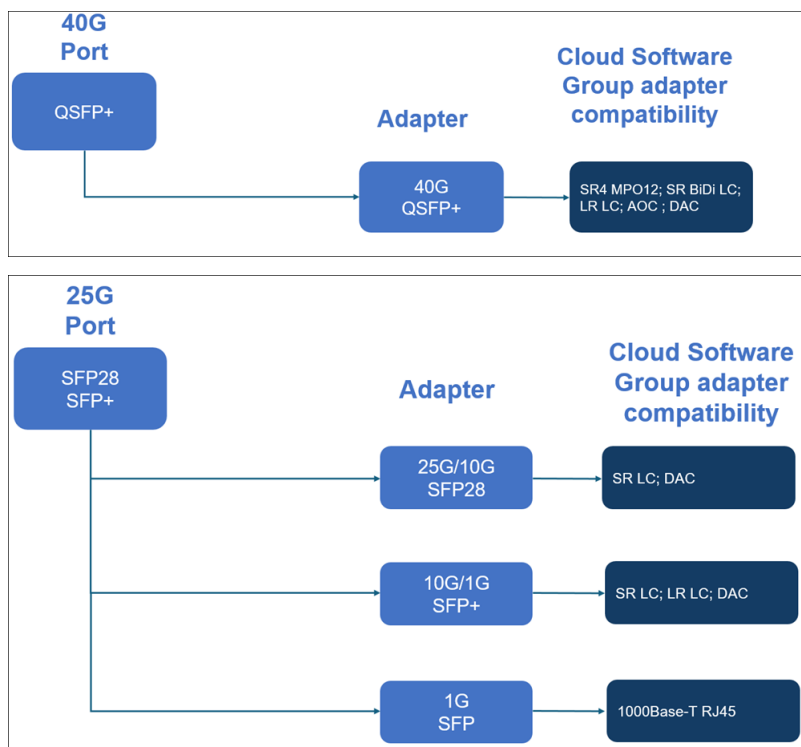 40G
Port
QSFP+
Adapter
Cloud Software
Group adapter
compatibility
40G
QSFP+
SR4 MPO12; SR BiDi LC;
LR LC; AOC ; DAC
25G
Port
SFP28
SFP+
Adapter
Cloud Software
Group adapter
compatibility
25G/10G
SFP28
SR LC; DAC
10G/1G
SFP+
SR LC; LR LC; DAC
1G
SFP
1000Base-T RJ45